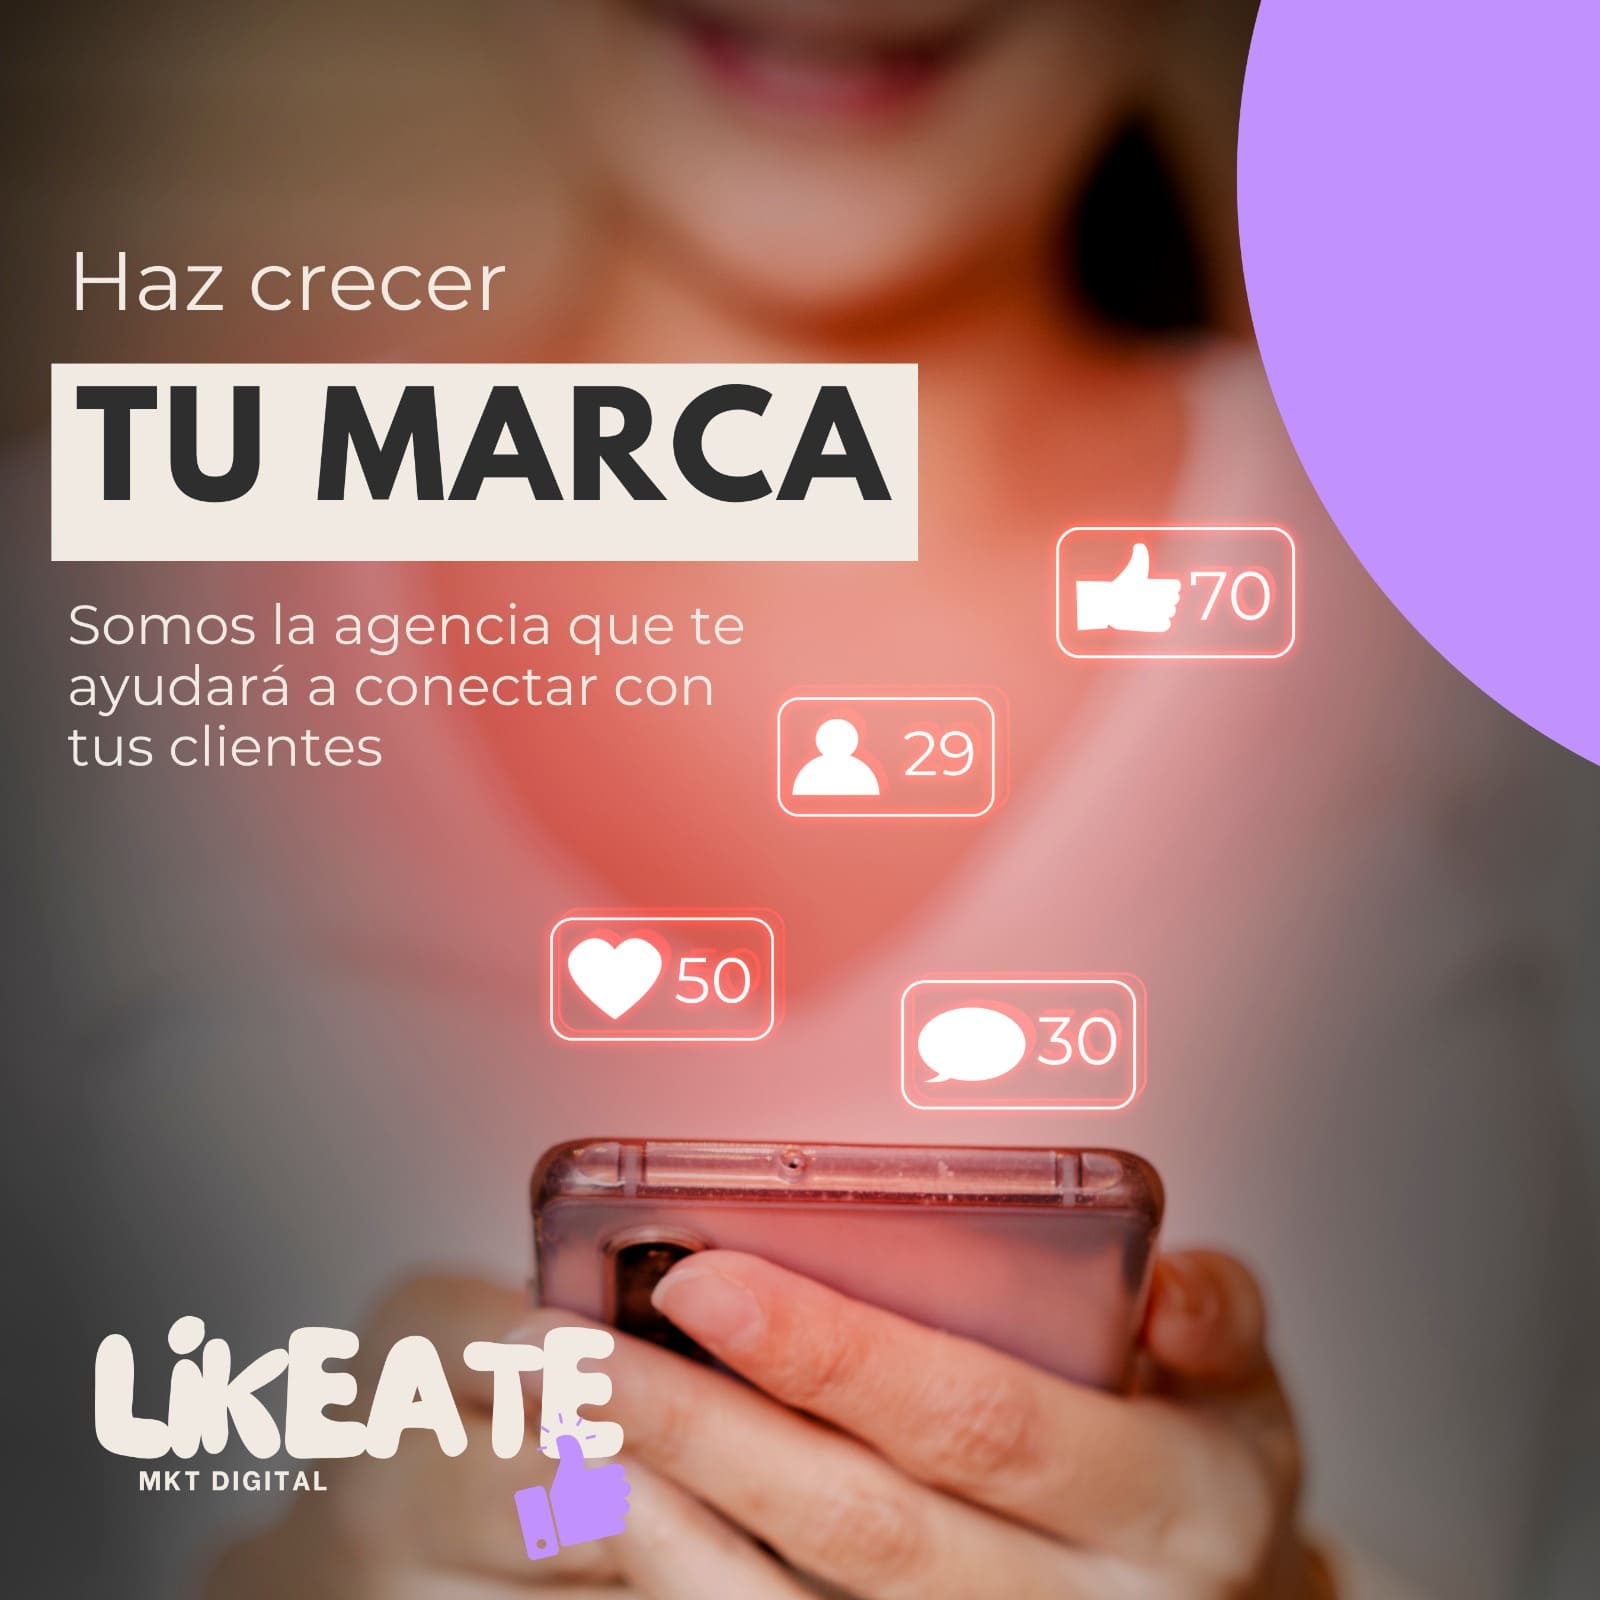 Haz crecer
TU MARCA
Somos la agencia que te
ayudará a conectar con
tus clientes
70
29
50
30
LiKEATE
MKT DIGITAL